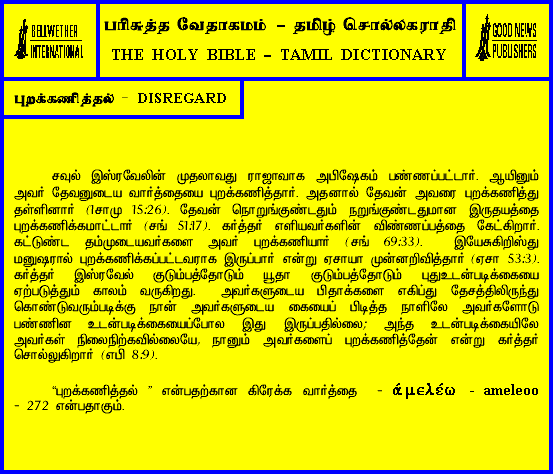 BELLWETHER
INTERNATIONAL
பரிசுத்த வேதாகமம் - தமிழ் சொல்லகராதி
THE HOLY BIBLE - TAMIL DICTIONARY
GOOD NEWS
PUBLISHERS
புறக்கணித்தல் - DISREGARD
சவுல் இஸ்ரவேலின் முதலாவது ராஜாவாக அபிஷேகம் பண்ணப்பட்டார். ஆயினும்
அவர் தேவனுடைய வார்த்தையை புறக்கணித்தார். அதனால் தேவன் அவரை புறக்கணித்து
தள்ளினார் (1சாமு 15:26). தேவன் நொறுங்குண்டதும் நறுங்குண்டதுமான இருதயத்தை
புறக்கணிக்கமாட்டார் (சங் 51:17). கர்த்தர் எளியவர்களின் விண்ணப்பத்தை கேட்கிறார்.
கட்டுண்ட தம்முடையவர்களை அவர் புறக்கணியார் (சங் 69:33). இயேசுகிறிஸ்து
மனுஷரால் புறக்கணிக்கப்பட்டவராக இருப்பார் என்று ஏசாயா முன்னறிவித்தார் (ஏசா 53:3).
கர்த்தர் இஸ்ரவேல் குடும்பத்தோடும் யூதா குடும்பத்தோடும் புதுஉடன்படிக்கையை
ஏற்படுத்தும் காலம் வருகிறது. அவர்களுடைய பிதாக்களை எகிப்து தேசத்திலிருந்து
கொண்டுவரும்படிக்கு நான் அவர்களுடைய கையைப் பிடித்த நாளிலே அவர்களோடு
பண்ணின உடன்படிக்கையைப்போல இது இருப்பதில்லை; அந்த உடன்படிக்கையிலே
அவர்கள் நிலைநிற்கவில்லையே, நானும் அவர்களைப் புறக்கணித்தேன் என்று கர்த்தர்
சொல்லுகிறார் (எபி 8:9).
"புறக்கணித்தல் " என்பதற்கான கிரேக்க வார்த்தை - ἀμελέω - ameleoo
- 272 என்பதாகும்.